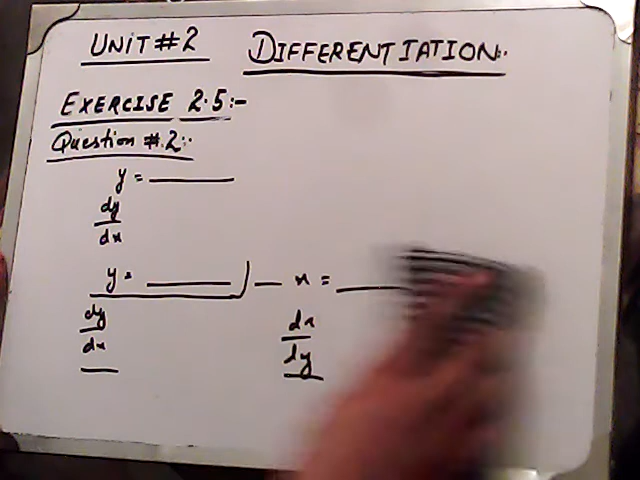 UNIT #2 DIFFERENTIATION:.
EXERCISE 2.5:-
Question #.2:.
y = ———
dy
dx
y = ——— ) — x = ———
dy dx
dx dy